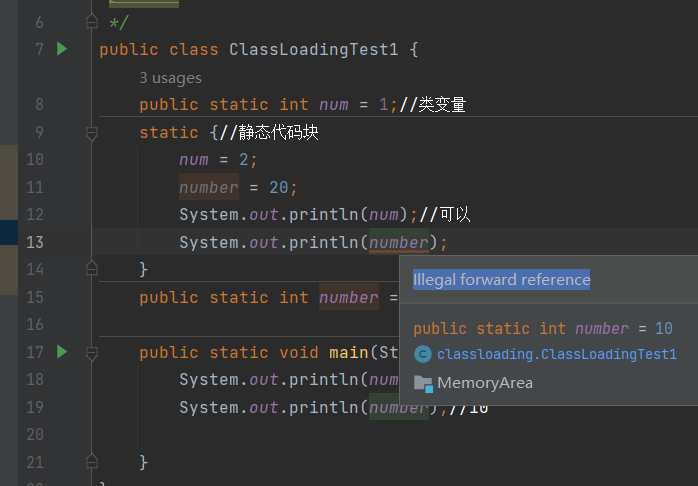 6 */
7 public class ClassLoadingTest1 {
3 usages
8 public static int num = 1;//类变量
9 static {//静态代码块
10 num = 2;
11 number = 20;
12 System.out.println(num);//可以
13 System.out.println(number);
14 }
15 public static int number =
16
17 public static void main(St
18 System.out.println(num
19 System.out.println(number);//10
20
21 }
Illegal forward reference
public static int number = 10
C classloading.ClassLoadingTest1
MemoryArea